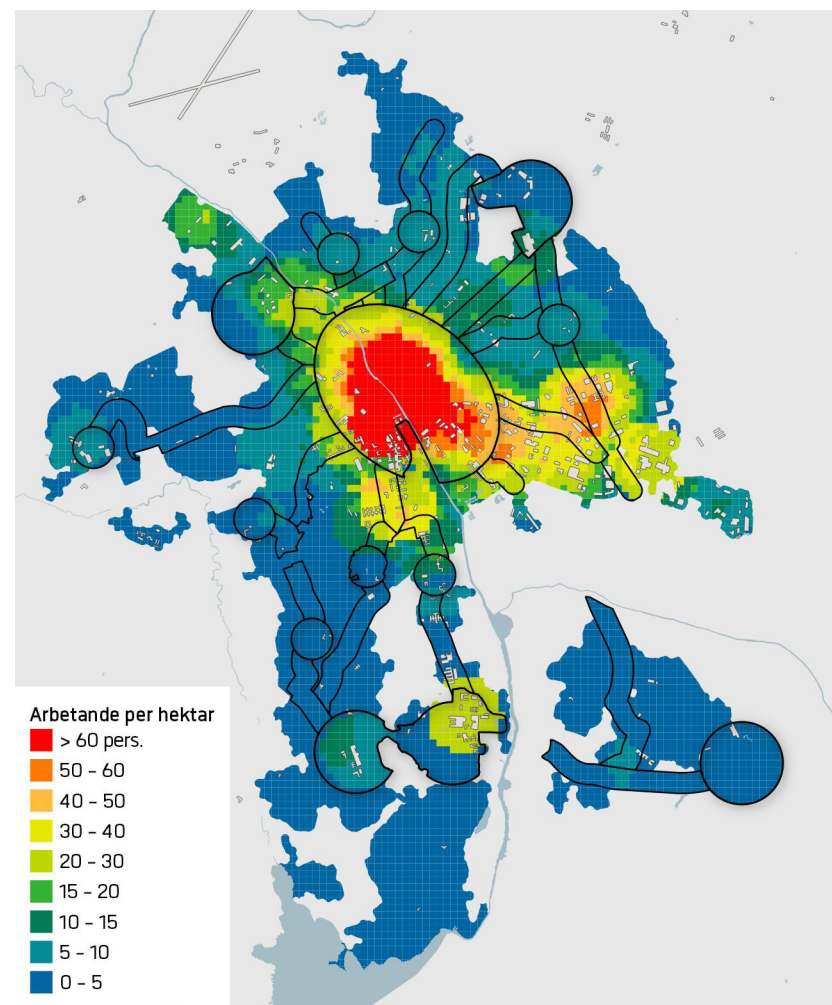 Arbetande per hektar
> 60 pers.
50 – 60
40 – 50
30 – 40
20 – 30
15 – 20
10 – 15
5 – 10
0 – 5